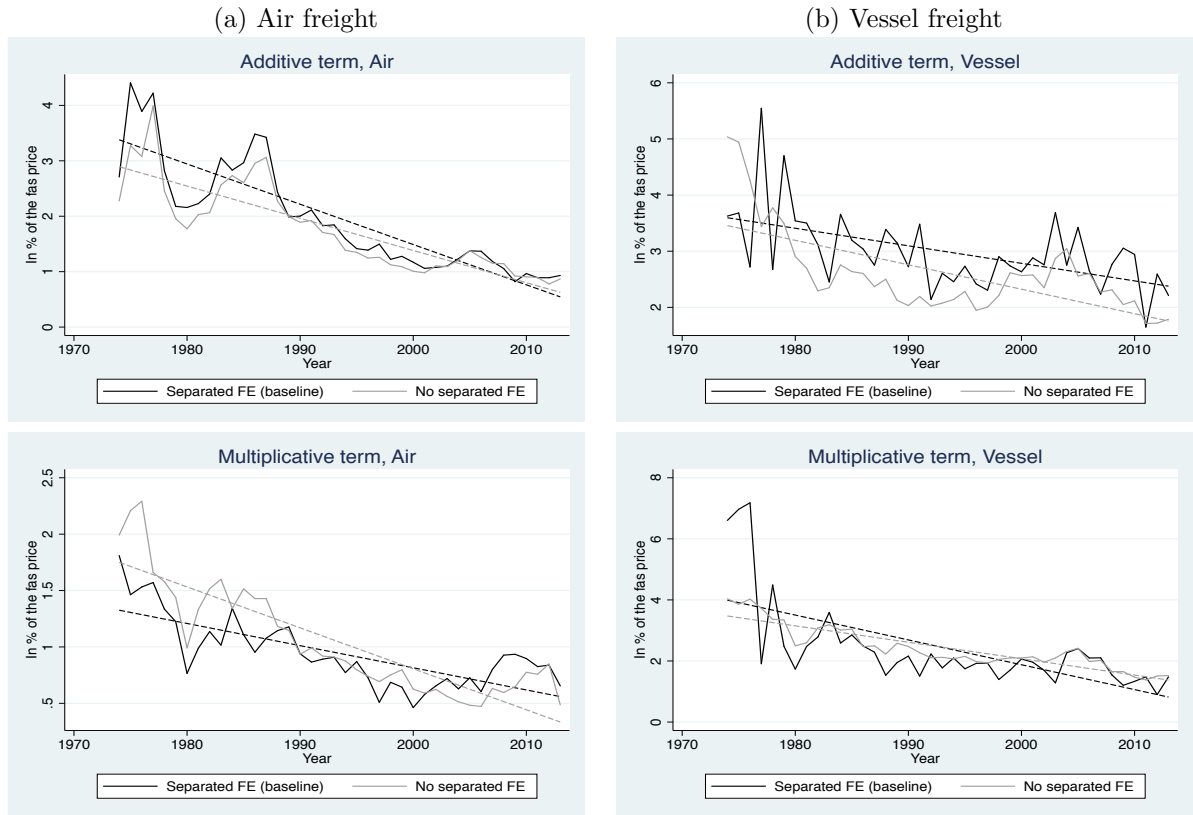 (a) Air freight
Additive term, Air
In % of the fas price
4
3
2
1
0
1970 1980 1990 2000 2010
Year
Separated FE (baseline) No separated FE
Multiplicative term, Air
In % of the fas price
2.5
2
1.5
1
.5
1970 1980 1990 2000 2010
Year
Separated FE (baseline) No separated FE
(b) Vessel freight
Additive term, Vessel
In % of the fas price
6
5
4
3
2
1970 1980 1990 2000 2010
Year
Separated FE (baseline) No separated FE
Multiplicative term, Vessel
In % of the fas price
8
6
4
2
0
1970 1980 1990 2000 2010
Year
Separated FE (baseline) No separated FE